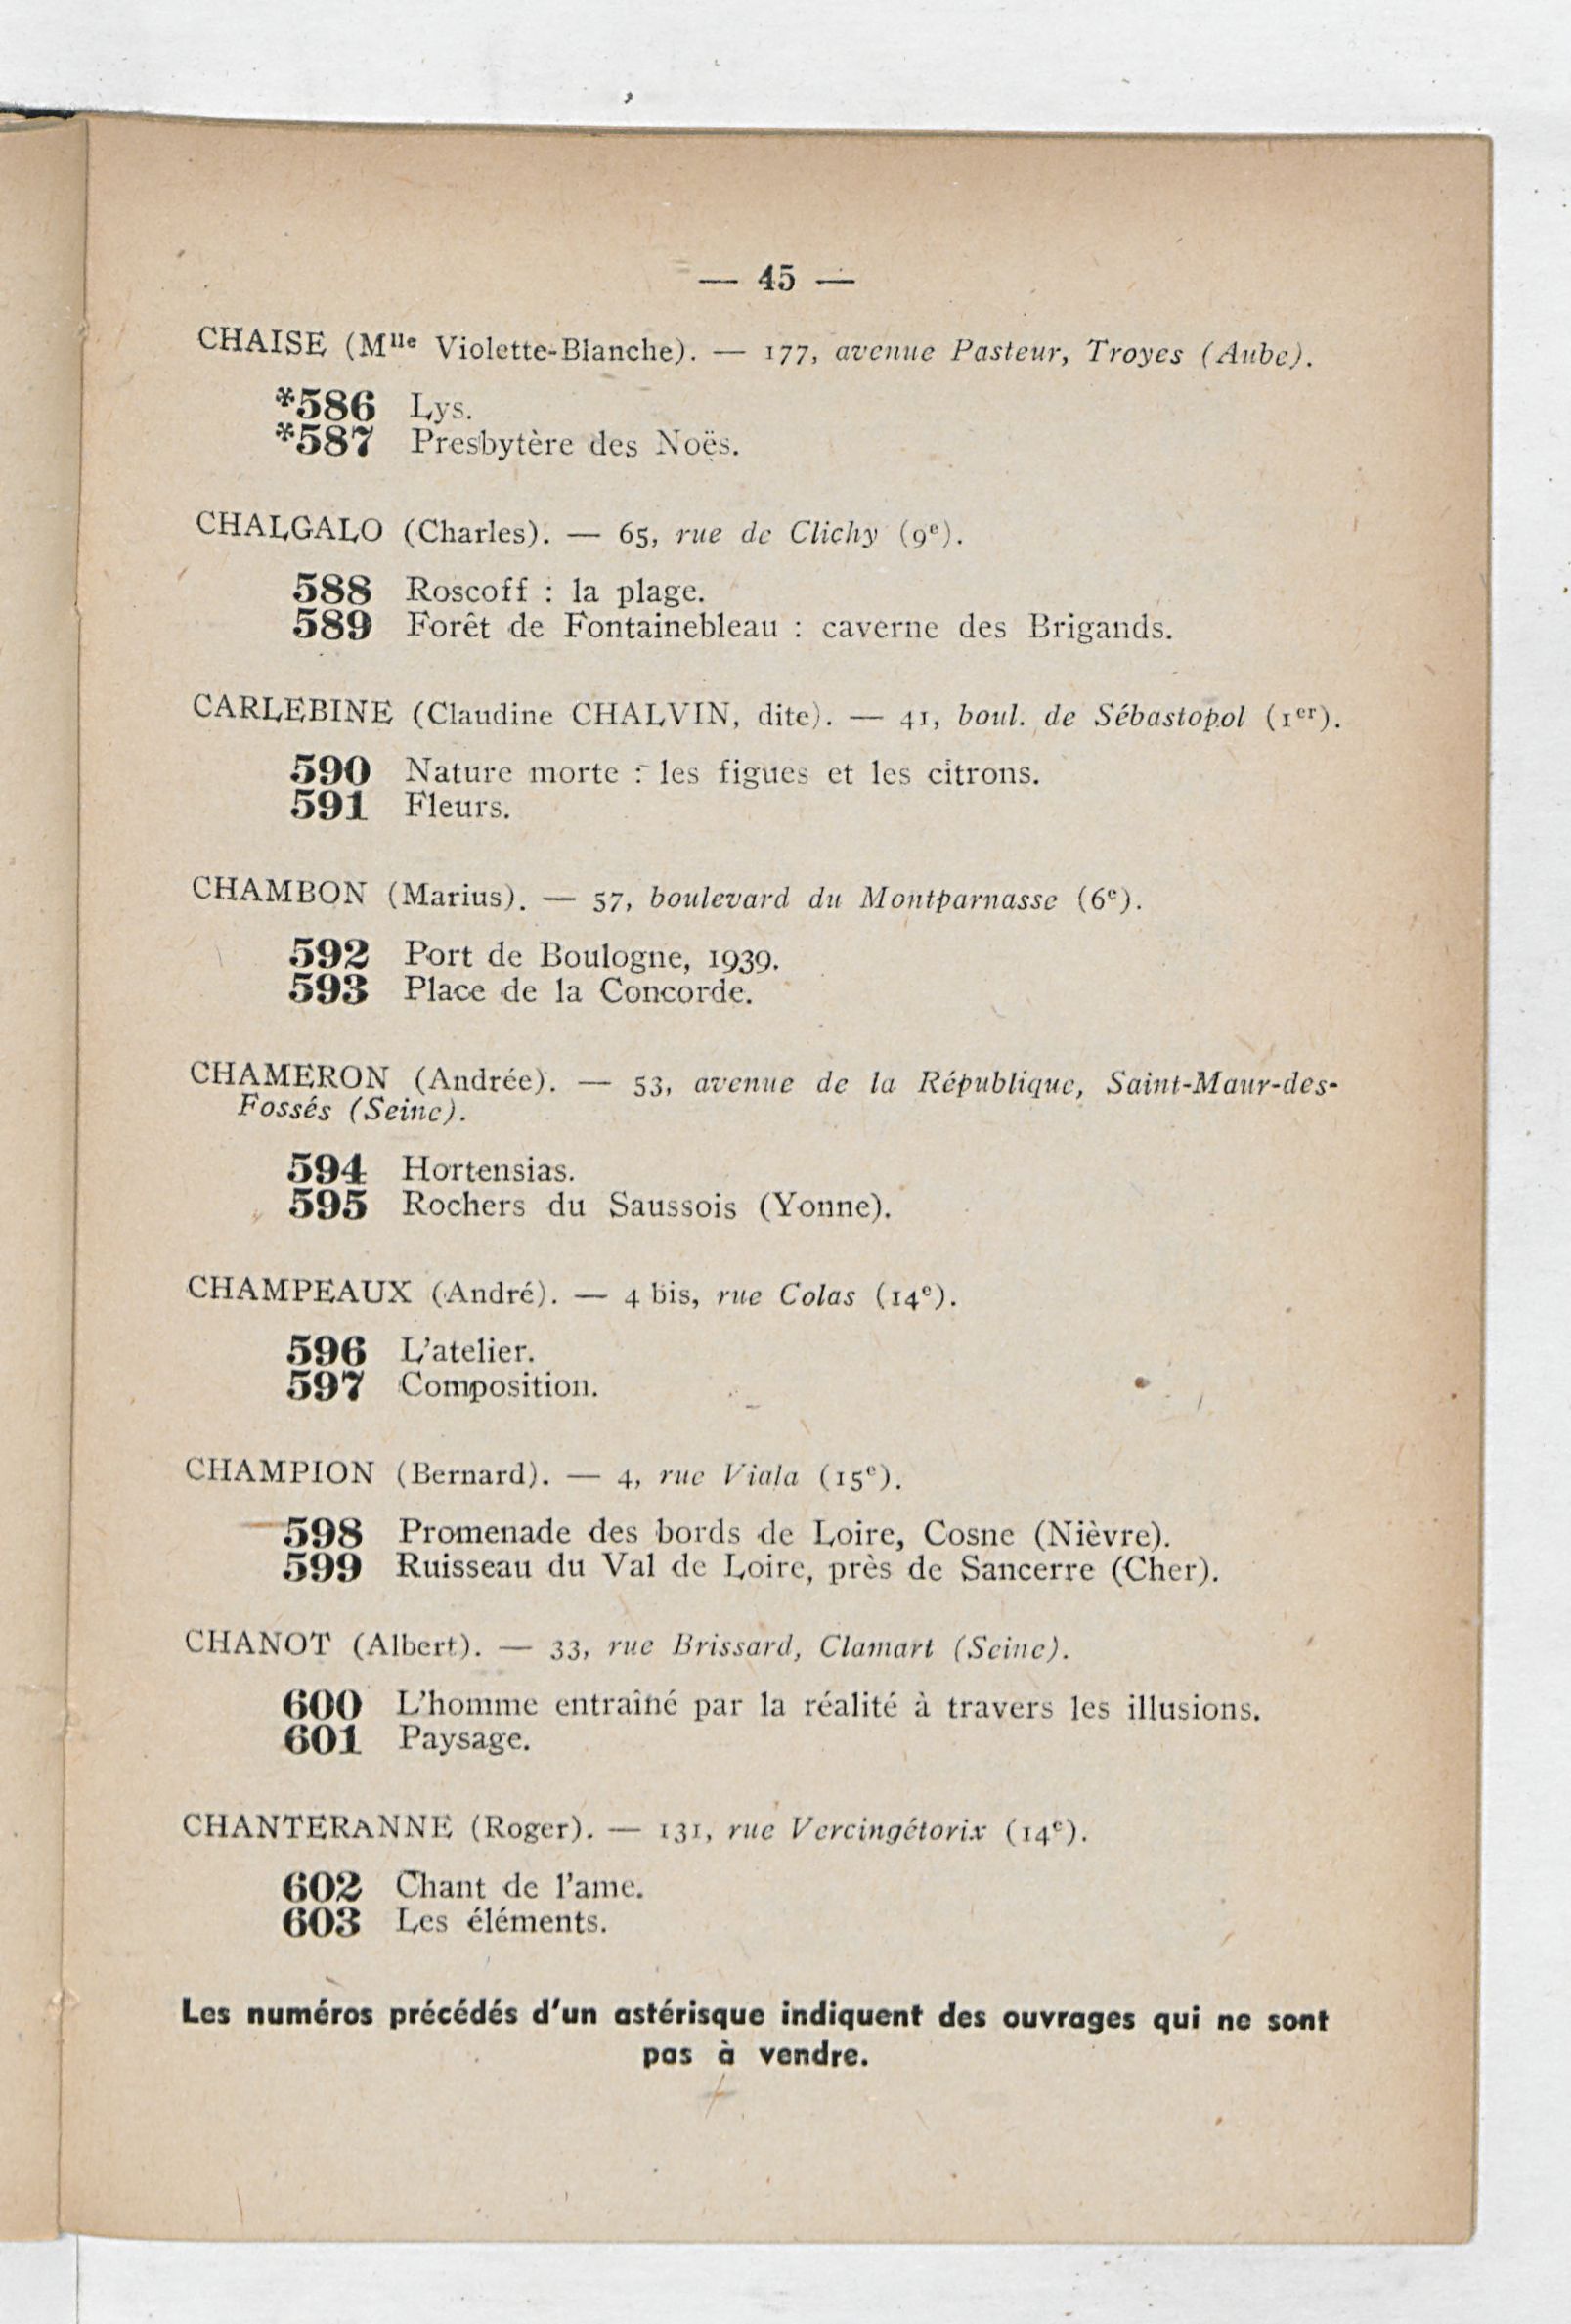 — 45 —
CHAISE (Mlle Violette-Blanche). — 177, avenue Pasteur, Troyes (Aube).
*586 Lys.
*587 Presbytère des Noës.
CHALGALO (Charles). — 65, rue de Clichy (9e).
588 Roscoff : la plage.
589 Forêt de Fontainebleau : caverne des Brigands.
CARLEBINE (Claudine CHALVIN, dite). — 41, boul. de Sébastopol (1er).
590 Nature morte : les figues et les citrons.
591 Fleurs.
CHAMBON (Marius). — 57, boulevard du Montparnasse (6e).
592 Port de Boulogne, 1939.
593 Place de la Concorde.
CHAMERON (Andrée). — 53, avenue de la République, Saint-Maur-des-
Fossés (Seine).
594 Hortensias.
595 Rochers du Saussois (Yonne).
CHAMPEAUX (André). — 4 bis, rue Colas (14e).
596 L'atelier.
597 Composition.
CHAMPION (Bernard). — 4, rue Viala (15e).
598 Promenade des bords de Loire, Cosne (Nièvre).
599 Ruisseau du Val de Loire, près de Sancerre (Cher).
CHANOT (Albert). — 33, rue Brissard, Clamart (Seine).
600 L'homme entraîné par la réalité à travers les illusions.
601 Paysage.
CHANTERANNE (Roger). — 131, rue Vercingétorix (14e).
602 Chant de l'ame.
603 Les éléments.
Les numéros précédés d'un astérisque indiquent des ouvrages qui ne sont
pas à vendre.